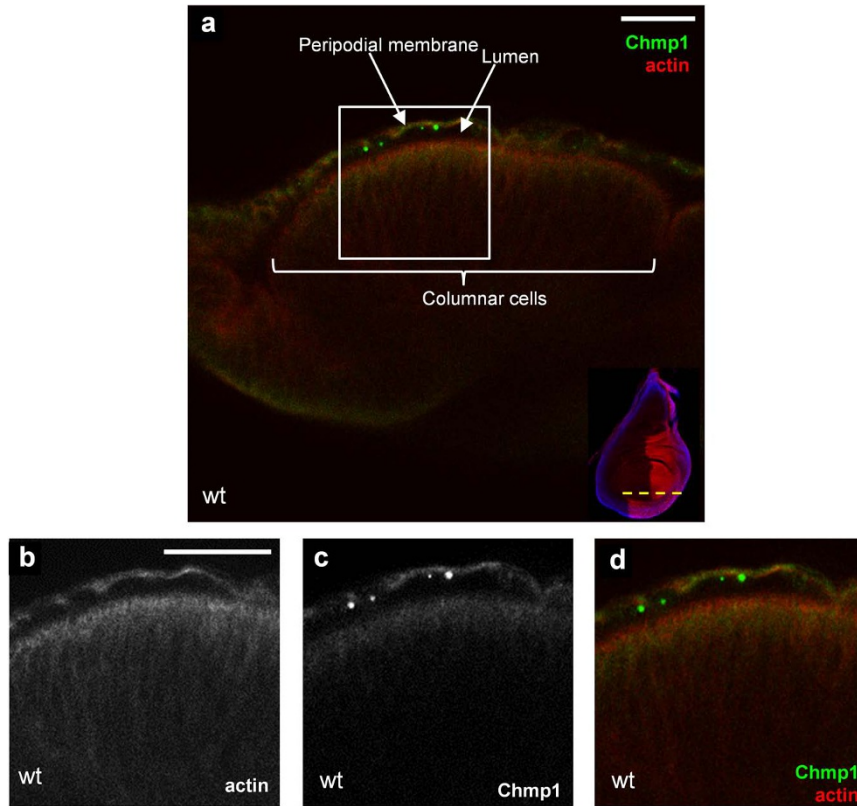 a
Chmp1
actin
Peripodial membrane
Lumen
Columnar cells
wt
b
wt
actin
c
wt
Chmp1
d
wt
Chmp1
actin